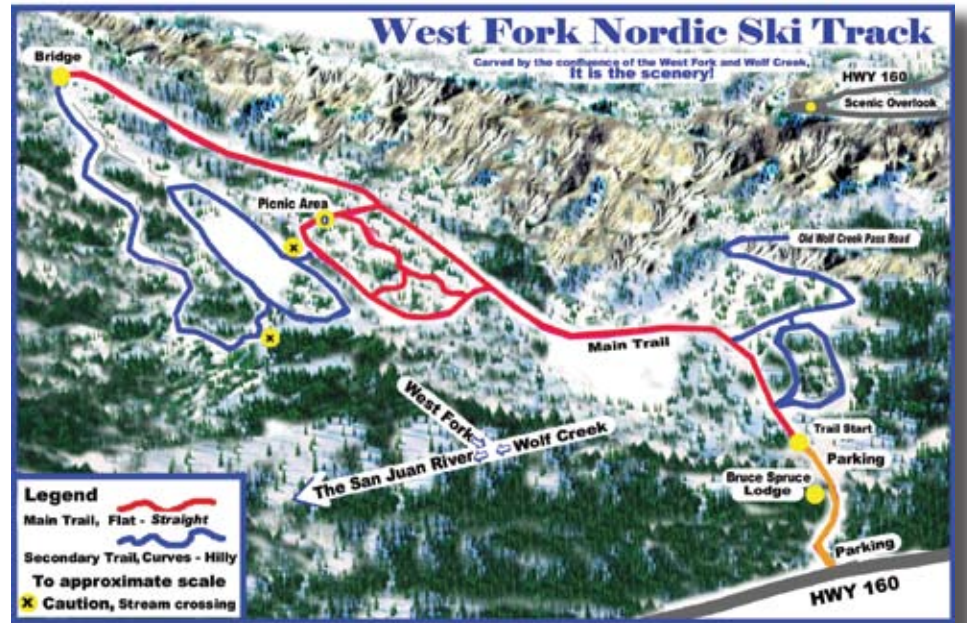 West Fork Nordic Ski Track
Carved by the confluence of the West Fork and Wolf Creek,
It is the scenery!
Bridge
HWY 160
Scenic Overlook
Picnic Area
Old Wolf Creek Pass Road
Main Trail
West Fork
Wolf Creek
The San Juan River
Trail Start
Parking
Bruce Spruce
Lodge
Parking
HWY 160
Legend
Main Trail, Flat - Straight
Secondary Trail, Curves - Hilly
To approximate scale
x Caution, Stream crossing